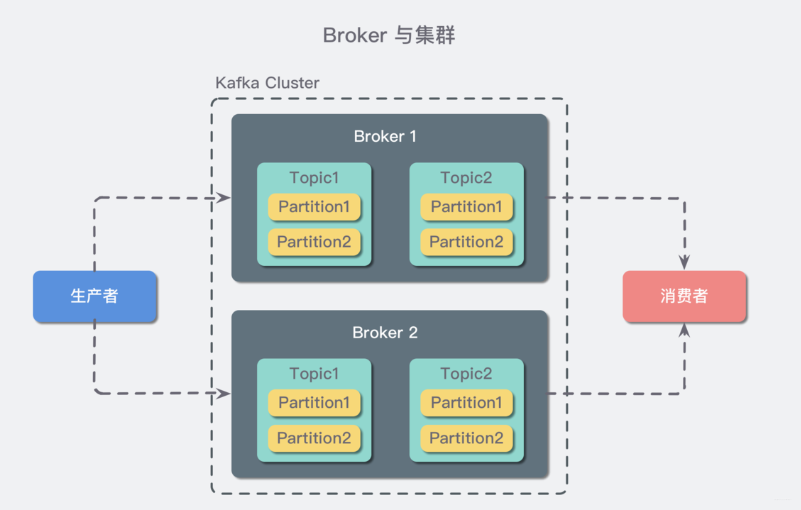 Broker 与集群
Kafka Cluster
Broker 1
Topic1
Partition1
Partition2
Topic2
Partition1
Partition2
生产者
消费者
Broker 2
Topic1
Partition1
Partition2
Topic2
Partition1
Partition2